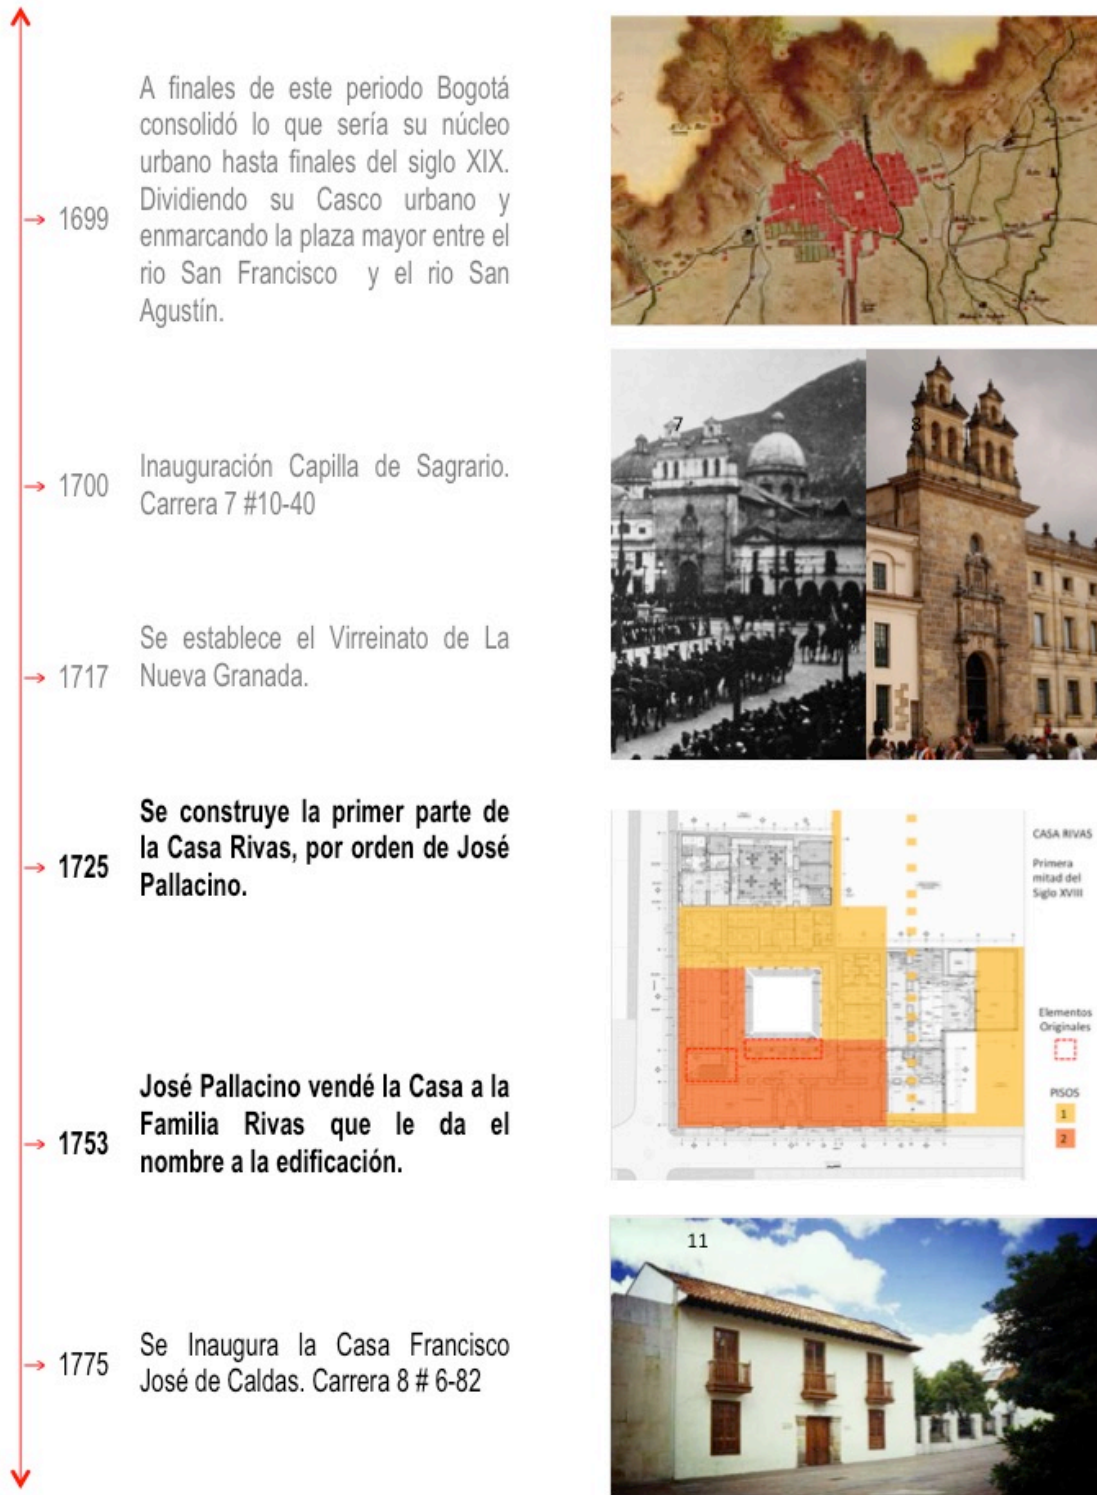 A finales de este periodo Bogotá
consolidó lo que sería su núcleo
urbano hasta finales del siglo XIX.
Dividiendo su Casco urbano y
1699
enmarcando la plaza mayor entre el
rio San Francisco y el rio San
Agustín.
7
8
Inauguración Capilla de Sagrario.
1700
Carrera 7 #10-40
Se establece el Virreinato de La
1717
Nueva Granada.
Se construye la primer parte de
la Casa Rivas, por orden de José
1725
Pallacino.
CASA RIVAS
Primera
mitad del
Siglo XVIII
Elementos
Originales
PISOS
1
2
José Pallacino vendé la Casa a la
Familia Rivas que le da el
1753
nombre a la edificación.
11
Se Inaugura la Casa Francisco
1775
José de Caldas. Carrera 8 # 6-82